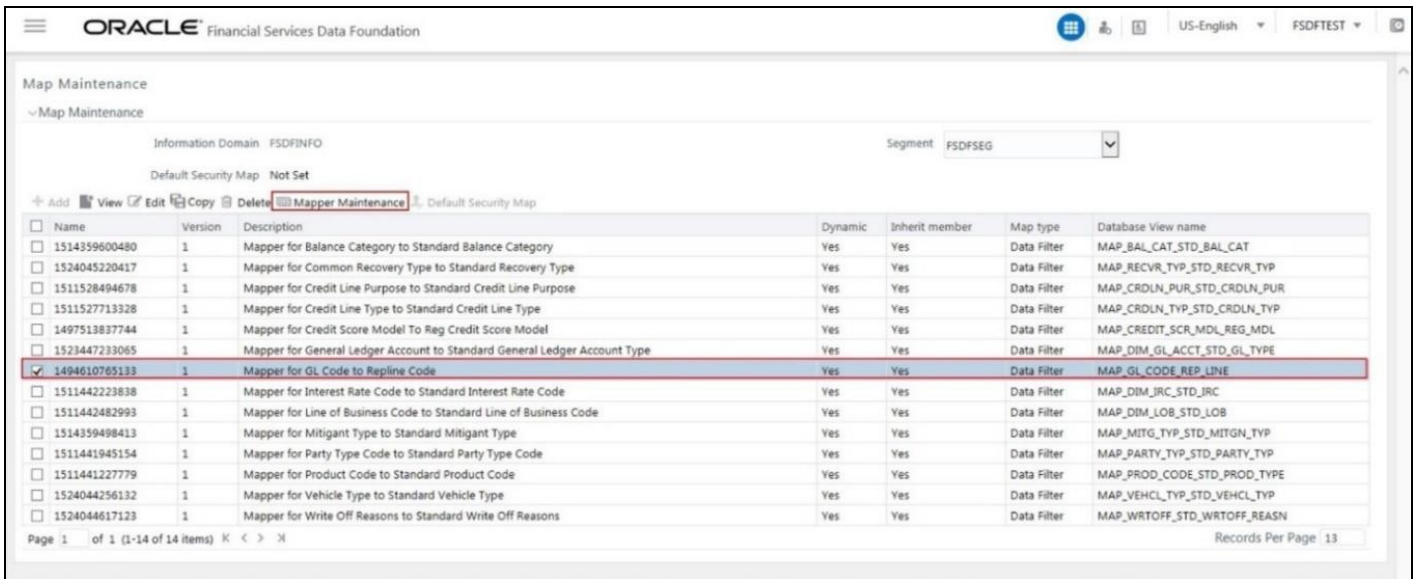 ORACLE Financial Services Data Foundation US-English FSDFTEST
Map Maintenance
Map Maintenance
Information Domain FSDFINFO Segment FSDFSEG
Default Security Map Not Set
Add View Edit Copy Delete Mapper Maintenance Default Security Map
Name Version Description Dynamic Inherit member Map type Database View name
1514359600480 1 Mapper for Balance Category to Standard Balance Category Yes Yes Data Filter MAP_BAL_CAT_STD_BAL_CAT
1524045220417 1 Mapper for Common Recovery Type to Standard Recovery Type Yes Yes Data Filter MAP_RECVR_TYP_STD_RECVR_TYP
1511528494678 1 Mapper for Credit Line Purpose to Standard Credit Line Purpose Yes Yes Data Filter MAP_CRDLN_PUR_STD_CRDLN_PUR
1511527713328 1 Mapper for Credit Line Type to Standard Credit Line Type Yes Yes Data Filter MAP_CRDLN_TYP_STD_CRDLN_TYP
1497513837744 1 Mapper for Credit Score Model To Reg Credit Score Model Yes Yes Data Filter MAP_CREDIT_SCR_MDL_REG_MDL
1523447233065 1 Mapper for General Ledger Account to Standard General Ledger Account Type Yes Yes Data Filter MAP_DIM_GL_ACCT_STD_GL_TYPE
1494610765133 1 Mapper for GL Code to Repline Code Yes Yes Data Filter MAP_GL_CODE_REP_LINE
1511442223838 1 Mapper for Interest Rate Code to Standard Interest Rate Code Yes Yes Data Filter MAP_DIM_IRC_STD_IRC
1511442482993 1 Mapper for Line of Business Code to Standard Line of Business Code Yes Yes Data Filter MAP_DIM_LOB_STD_LOB
1514359498413 1 Mapper for Mitigant Type to Standard Mitigant Type Yes Yes Data Filter MAP_MITG_TYP_STD_MITGN_TYP
1511441945154 1 Mapper for Party Type Code to Standard Party Type Code Yes Yes Data Filter MAP_PARTY_TYP_STD_PARTY_TYP
1511441227779 1 Mapper for Product Code to Standard Product Code Yes Yes Data Filter MAP_PROD_CODE_STD_PROD_TYPE
1524044256132 1 Mapper for Vehicle Type to Standard Vehicle Type Yes Yes Data Filter MAP_VEHCL_TYP_STD_VEHCL_TYP
1524044617123 1 Mapper for Write Off Reasons to Standard Write Off Reasons Yes Yes Data Filter MAP_WRTOFF_STD_WRTOFF_REASN
Page 1 of 1 (1-14 of 14 items) Records Per Page 13